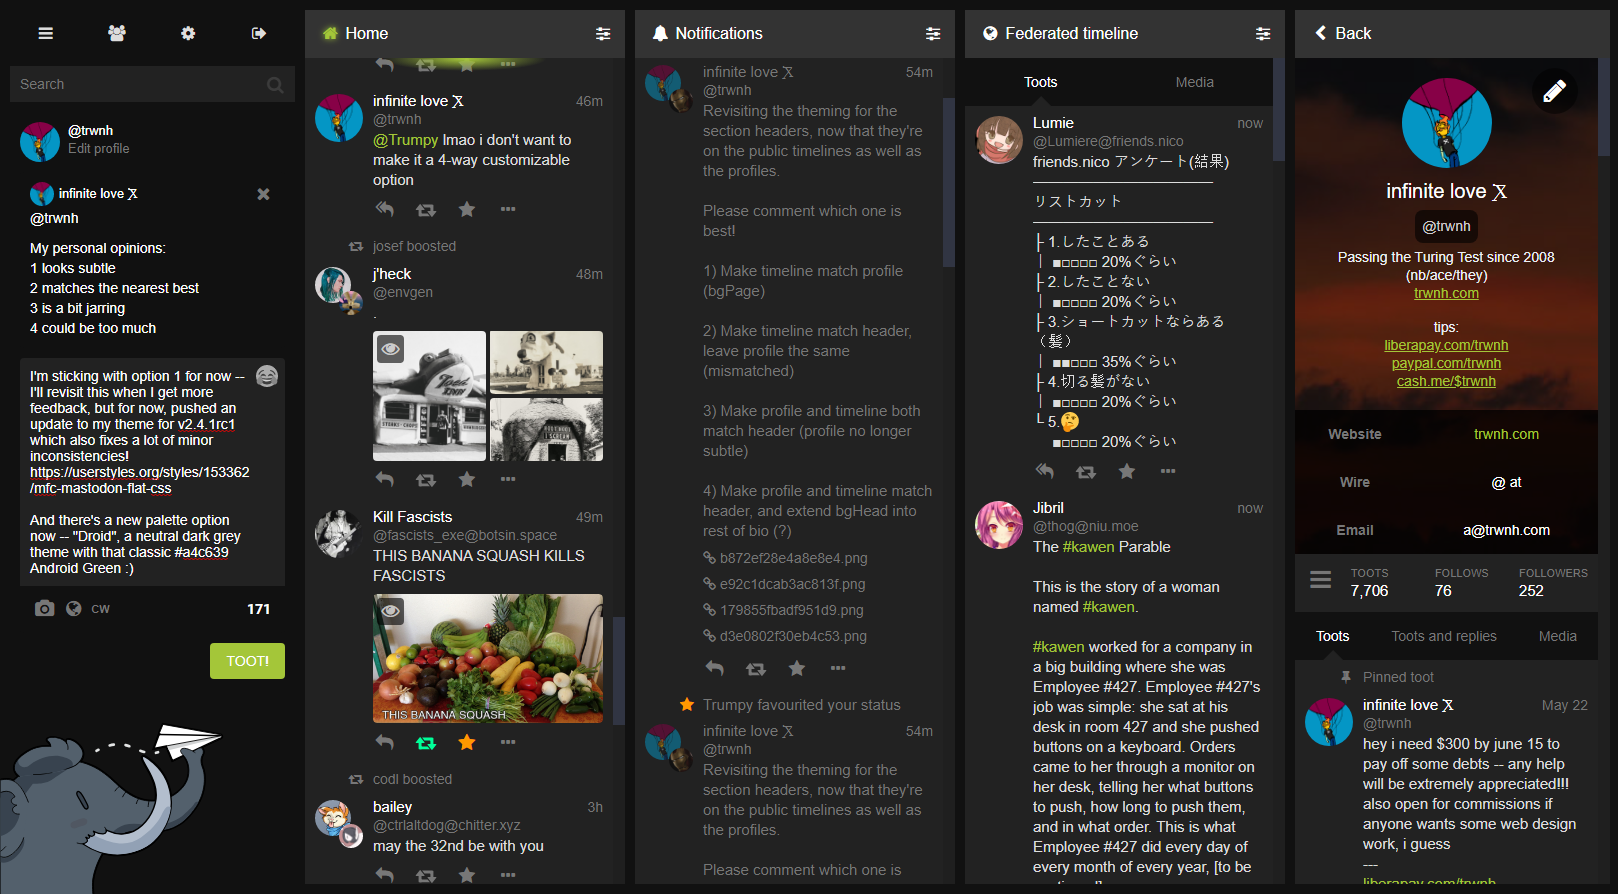 Search
@trwnh
Edit profile
infinite love 𝕏
@trwnh
My personal opinions:
1 looks subtle
2 matches the nearest best
3 is a bit jarring
4 could be too much
I'm sticking with option 1 for now --
I'll revisit this when I get more
feedback, but for now, pushed an
update to my theme for v2.4.1rc1
which also fixes a lot of minor
inconsistencies!
https://userstyles.org/styles/153362
/mfc-mastodon-flat-css
And there's a new palette option
now -- "Droid", a neutral dark grey
theme with that classic #a4c639
Android Green :)
CW
171
TOOT!
Home
infinite love 𝕏
46m
@trwnh
@Trumpy lmao i don't want to
make it a 4-way customizable
option
josef boosted
j'heck
48m
@envgen
.
Kill Fascists
49m
@fascists_exe@botsin.space
THIS BANANA SQUASH KILLS
FASCISTS
THIS BANANA SQUASH
codl boosted
bailey
3h
@ctrlaltdog@chitter.xyz
may the 32nd be with you
Notifications
infinite love 𝕏
54m
@trwnh
Revisiting the theming for the
section headers, now that they're
on the public timelines as well as
the profiles.
Please comment which one is
best!
1) Make timeline match profile
(bgPage)
2) Make timeline match header,
leave profile the same
(mismatched)
3) Make profile and timeline both
match header (profile no longer
subtle)
4) Make profile and timeline match
header, and extend bgHead into
rest of bio (?)
b872ef28e4a8e8e4.png
e92c1dcab3ac813f.png
179855fbadf951d9.png
d3e0802f30eb4c53.png
Trumpy favourited your status
infinite love 𝕏
54m
@trwnh
Revisiting the theming for the
section headers, now that they're
on the public timelines as well as
the profiles.
Please comment which one is
Federated timeline
Toots
Media
Lumie
now
@Lumiere@friends.nico
friends.nico アンケート(結果)
────────────
リストカット
────────────
├ 1.したことある
│ ■□□□□ 20%ぐらい
├ 2.したことない
│ ■□□□□ 20%ぐらい
├ 3.ショートカットならある
（髪）
│ ■■□□□ 35%ぐらい
├ 4.切る髪がない
│ ■□□□□ 20%ぐらい
└ 5.🤔
■□□□□ 20%ぐらい
Jibril
now
@thog@niu.moe
The #kawen Parable
This is the story of a woman
named #kawen.
#kawen worked for a company in
a big building where she was
Employee #427. Employee #427's
job was simple: she sat at his
desk in room 427 and she pushed
buttons on a keyboard. Orders
came to her through a monitor on
her desk, telling her what buttons
to push, how long to push them,
and in what order. This is what
Employee #427 did every day of
every month of every year, [to be
Back
infinite love 𝕏
@trwnh
Passing the Turing Test since 2008
(nb/ace/they)
trwnh.com
tips:
liberapay.com/trwnh
paypal.com/trwnh
cash.me/$trwnh
Website
trwnh.com
Wire
@ at
Email
a@trwnh.com
TOOTS
7,706
FOLLOWS
76
FOLLOWERS
252
Toots
Toots and replies
Media
Pinned toot
infinite love 𝕏
May 22
@trwnh
hey i need $300 by june 15 to
pay off some debts -- any help
will be extremely appreciated!!!
also open for commissions if
anyone wants some web design
work, i guess
---
liberapay.com/trwnh